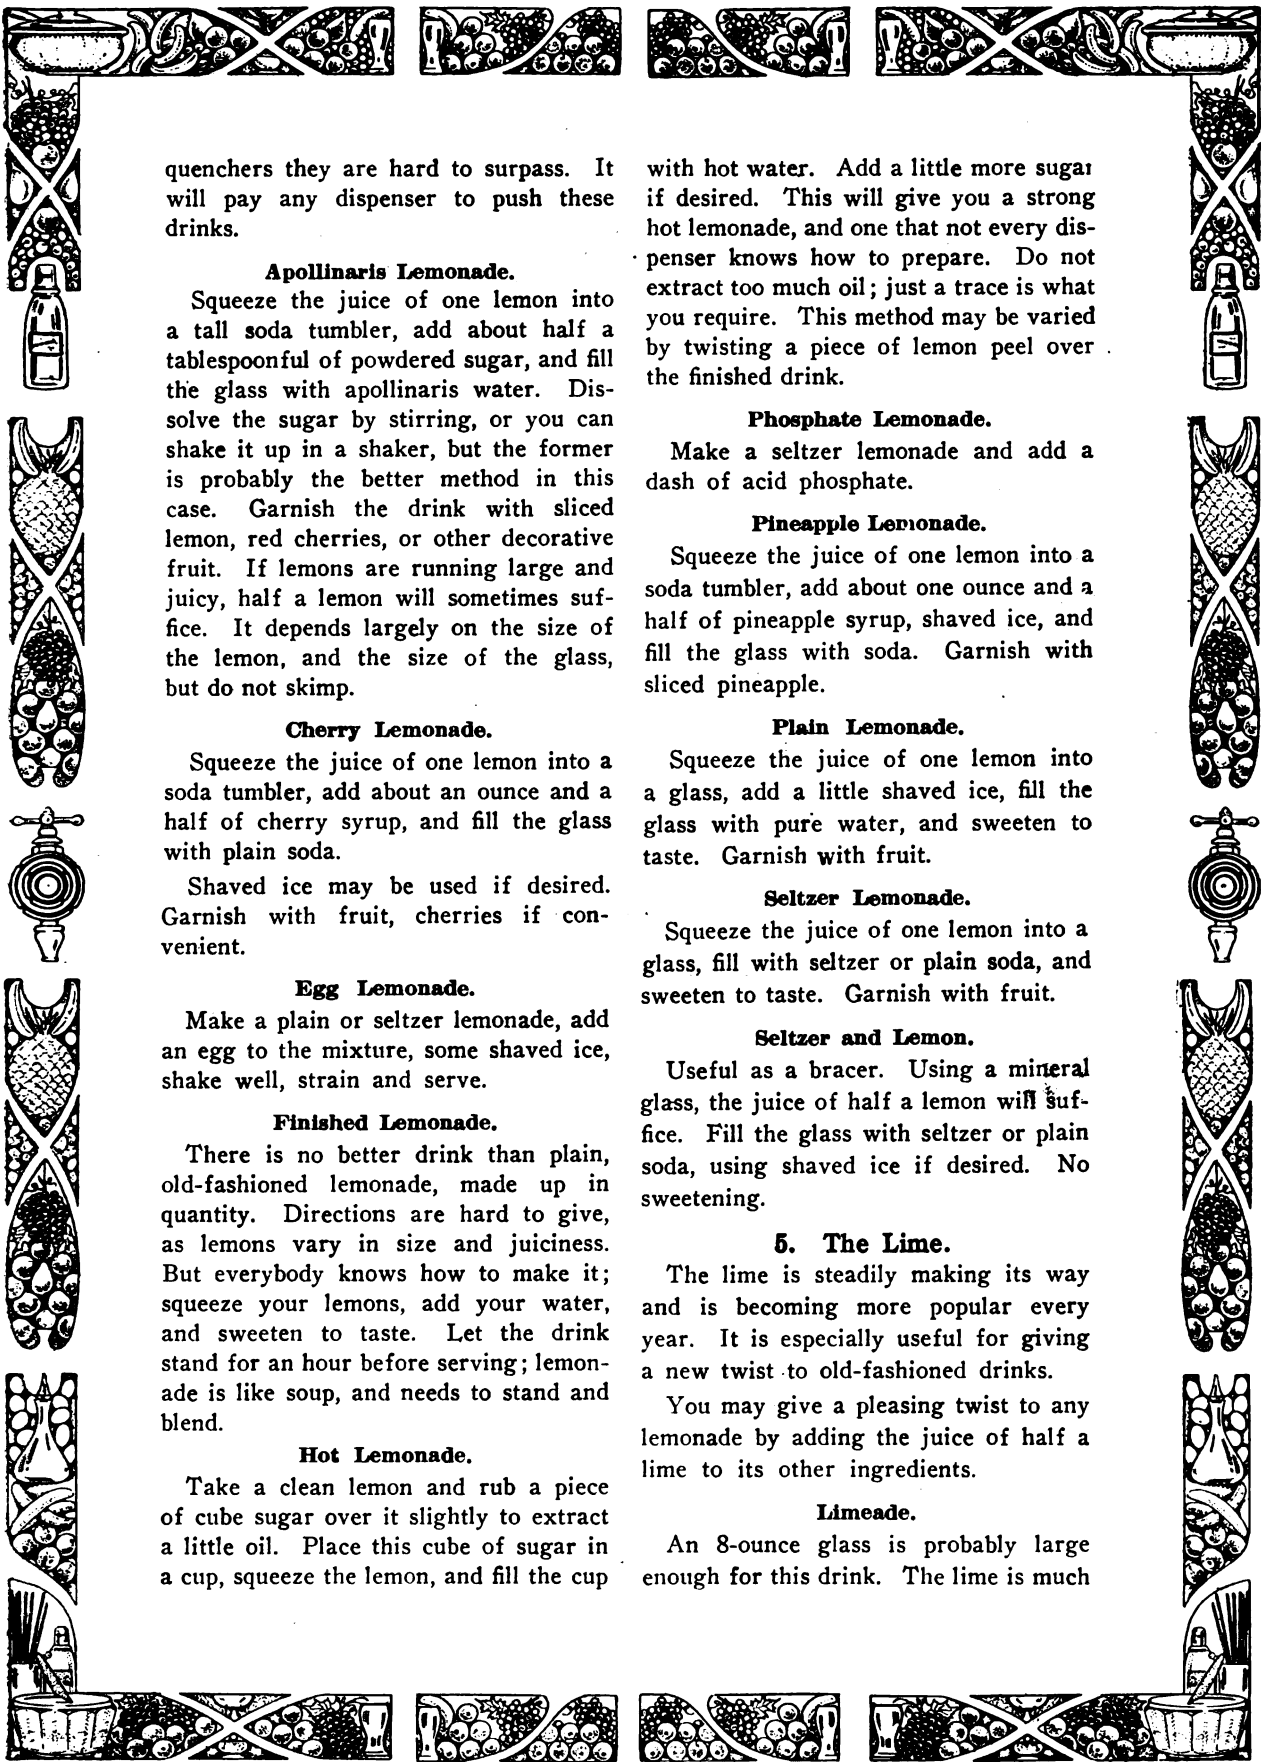 quenchers they are hard to surpass. It
will pay any dispenser to push these
drinks.
Apollinaris Lemonade.
Squeeze the juice of one lemon into
a tall soda tumbler, add about half a
tablespoonful of powdered sugar, and fill
the glass with apollinaris water. Dis-
solve the sugar by stirring, or you can
shake it up in a shaker, but the former
is probably the better method in this
case. Garnish the drink with sliced
lemon, red cherries, or other decorative
fruit. If lemons are running large and
juicy, half a lemon will sometimes suf-
fice. It depends largely on the size of
the lemon, and the size of the glass,
but do not skimp.
Cherry Lemonade.
Squeeze the juice of one lemon into a
soda tumbler, add about an ounce and a
half of cherry syrup, and fill the glass
with plain soda.
Shaved ice may be used if desired.
Garnish with fruit, cherries if con-
venient.
Egg Lemonade.
Make a plain or seltzer lemonade, add
an egg to the mixture, some shaved ice,
shake well, strain and serve.
Finished Lemonade.
There is no better drink than plain,
old-fashioned lemonade, made up in
quantity. Directions are hard to give,
as lemons vary in size and juiciness.
But everybody knows how to make it;
squeeze your lemons, add your water,
and sweeten to taste. Let the drink
stand for an hour before serving; lemon-
ade is like soup, and needs to stand and
blend.
Hot Lemonade.
Take a clean lemon and rub a piece
of cube sugar over it slightly to extract
a little oil. Place this cube of sugar in
a cup, squeeze the lemon, and fill the cup
with hot water. Add a little more sugar
if desired. This will give you a strong
hot lemonade, and one that not every dis-
penser knows how to prepare. Do not
extract too much oil; just a trace is what
you require. This method may be varied
by twisting a piece of lemon peel over
the finished drink.
Phosphate Lemonade.
Make a seltzer lemonade and add a
dash of acid phosphate.
Pineapple Lemonade.
Squeeze the juice of one lemon into a
soda tumbler, add about one ounce and a
half of pineapple syrup, shaved ice, and
fill the glass with soda. Garnish with
sliced pineapple.
Plain Lemonade.
Squeeze the juice of one lemon into
a glass, add a little shaved ice, fill the
glass with pure water, and sweeten to
taste. Garnish with fruit.
Seltzer Lemonade.
Squeeze the juice of one lemon into a
glass, fill with seltzer or plain soda, and
sweeten to taste. Garnish with fruit.
Seltzer and Lemon.
Useful as a bracer. Using a mineral
glass, the juice of half a lemon will suf-
fice. Fill the glass with seltzer or plain
soda, using shaved ice if desired. No
sweetening.
5. The Lime.
The lime is steadily making its way
and is becoming more popular every
year. It is especially useful for giving
a new twist to old-fashioned drinks.
You may give a pleasing twist to any
lemonade by adding the juice of half a
lime to its other ingredients.
Limeade.
An 8-ounce glass is probably large
enough for this drink. The lime is much